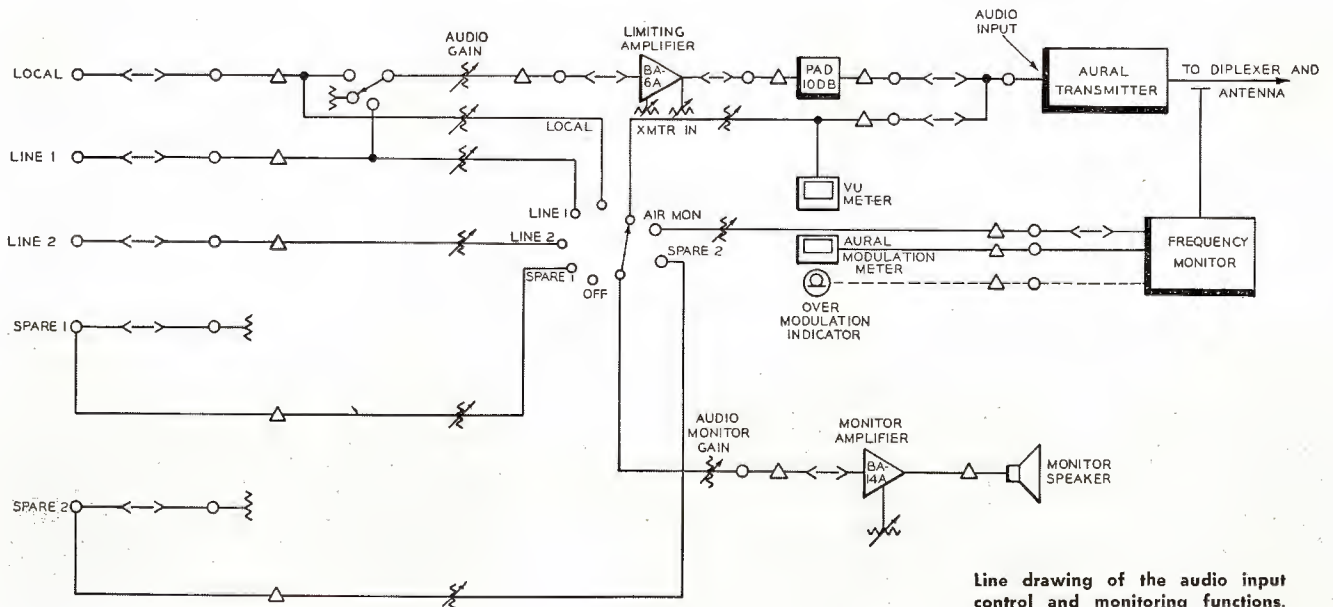 AUDIO
INPUT
LIMITING
AMPLIFIER
AUDIO
GAIN
LOCAL
BA-
6A
PAD
10DB
AURAL
TRANSMITTER
TO DIPLEXER AND
ANTENNA
LOCAL
XMTR IN
LINE 1
VU
METER
LINE 1
AIR MON
LINE 2
LINE 2
SPARE 2
AURAL
MODULATION
METER
FREQUENCY
MONITOR
SPARE 1
OFF
OVER
MODULATION
INDICATOR
SPARE 1
AUDIO
MONITOR
GAIN
MONITOR
AMPLIFIER
BA-
14A
MONITOR
SPEAKER
SPARE 2
Line drawing of the audio input
control and monitoring functions.